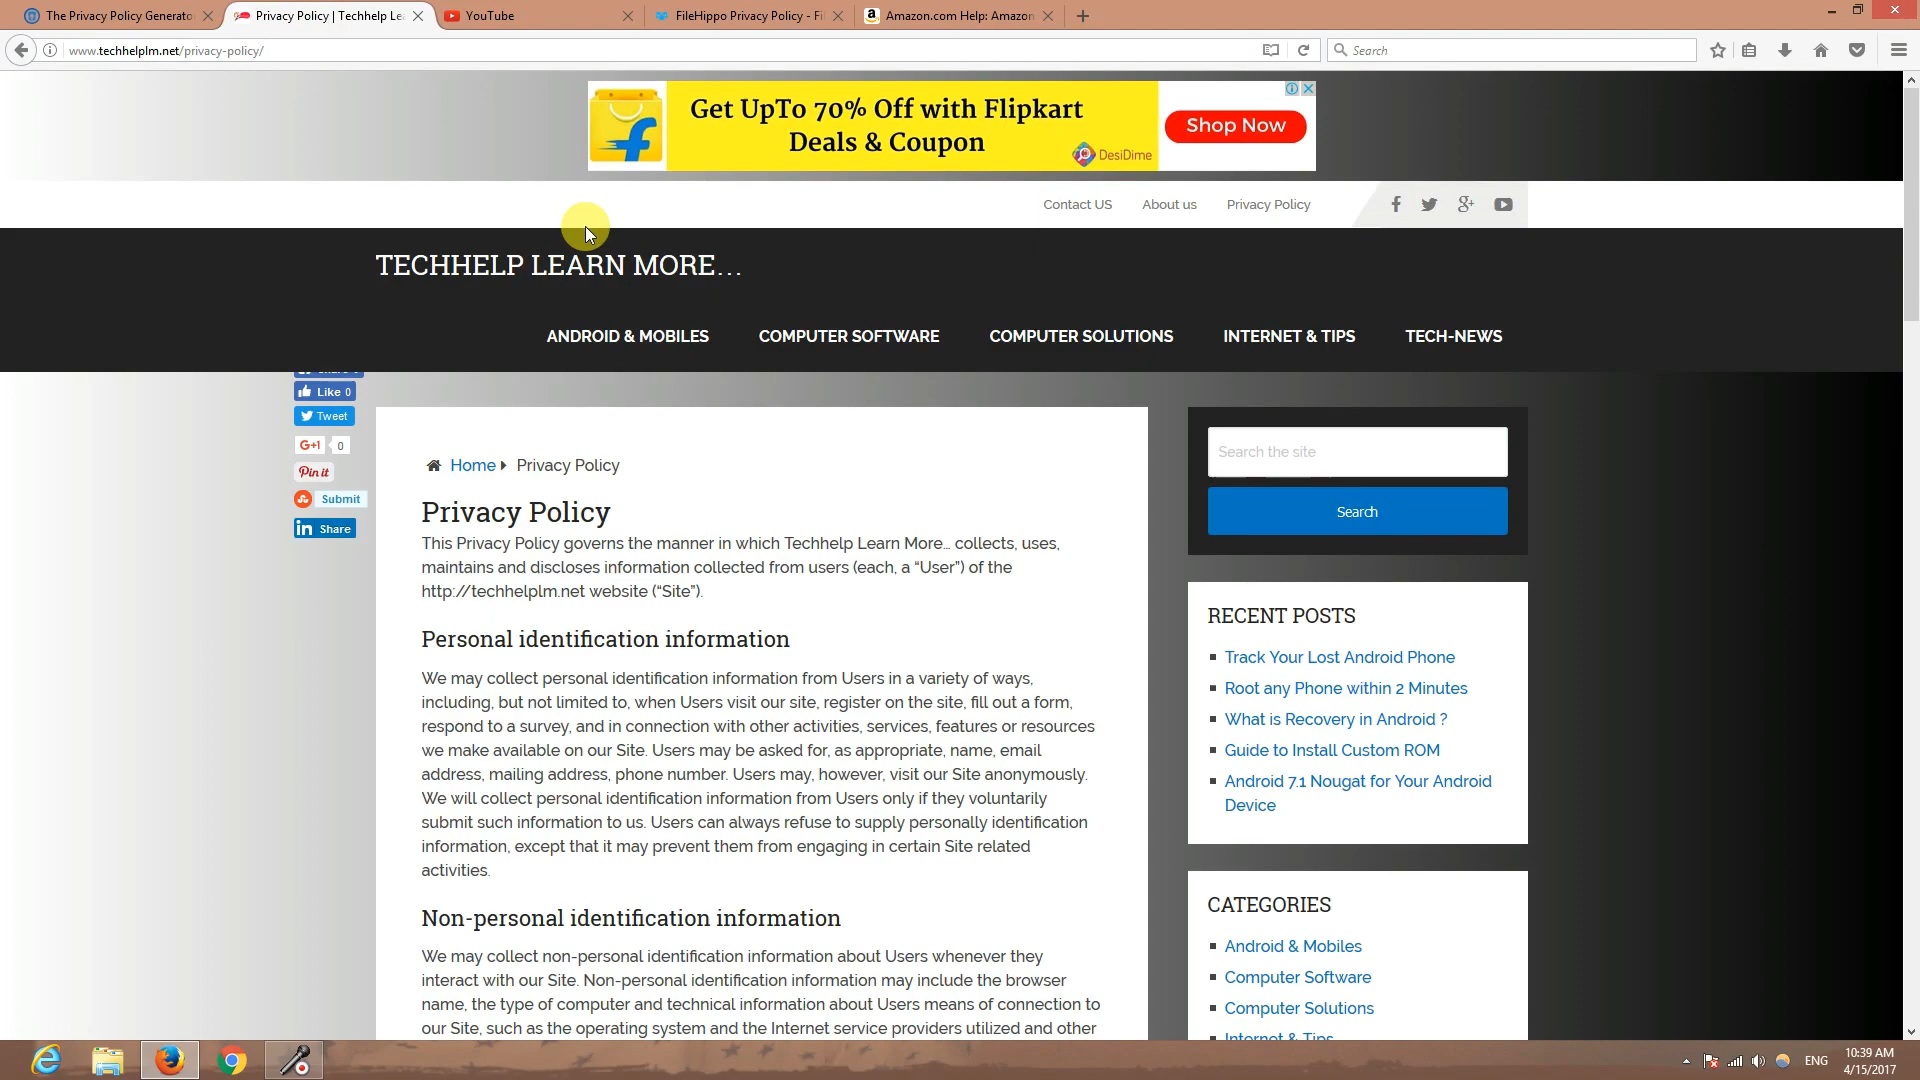 The Privacy Policy Generato
Privacy Policy | Techhelp Le
YouTube
FileHippo Privacy Policy - Fi
Amazon.com Help: Amazon
www.techhelplm.net/privacy-policy/
Search
Get UpTo 70% Off with Flipkart
Deals & Coupon
DesiDime
Shop Now
Contact US
About us
Privacy Policy
TECHHELP LEARN MORE…
ANDROID & MOBILES
COMPUTER SOFTWARE
COMPUTER SOLUTIONS
INTERNET & TIPS
TECH-NEWS
Like 0
Tweet
G+1 0
Pin it
Submit
in Share
Home Privacy Policy
Privacy Policy
This Privacy Policy governs the manner in which Techhelp Learn More… collects, uses,
maintains and discloses information collected from users (each, a “User”) of the
http://techhelplm.net website (“Site”).
Personal identification information
We may collect personal identification information from Users in a variety of ways,
including, but not limited to, when Users visit our site, register on the site, fill out a form,
respond to a survey, and in connection with other activities, services, features or resources
we make available on our Site. Users may be asked for, as appropriate, name, email
address, mailing address, phone number. Users may, however, visit our Site anonymously.
We will collect personal identification information from Users only if they voluntarily
submit such information to us. Users can always refuse to supply personally identification
information, except that it may prevent them from engaging in certain Site related
activities.
Non-personal identification information
We may collect non-personal identification information about Users whenever they
interact with our Site. Non-personal identification information may include the browser
name, the type of computer and technical information about Users means of connection to
our Site, such as the operating system and the Internet service providers utilized and other
Search the site
Search
RECENT POSTS
Track Your Lost Android Phone
Root any Phone within 2 Minutes
What is Recovery in Android ?
Guide to Install Custom ROM
Android 7.1 Nougat for Your Android
Device
CATEGORIES
Android & Mobiles
Computer Software
Computer Solutions
Internet & Tips
ENG
10:39 AM
4/15/2017